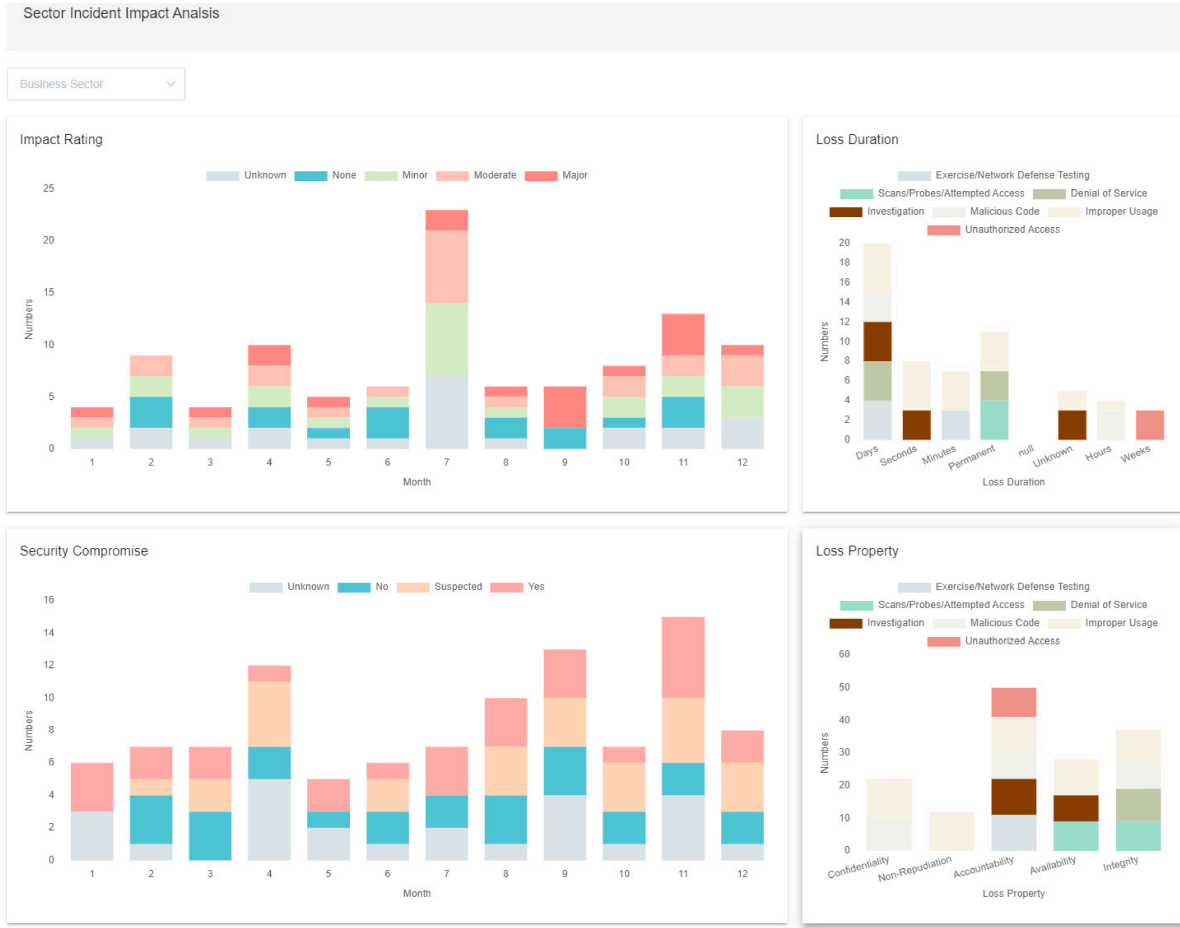 Sector Incident Impact Analsis
Business Sector
Impact Rating
Unknown None Minor Moderate Major
25
20
15
10
5
0
Numbers
1 2 3 4 5 6 7 8 9 10 11 12
Month
Loss Duration
Exercise/Network Defense Testing
Scans/Probes/Attempted Access Denial of Service
Investigation Malicious Code Improper Usage
Unauthorized Access
20
18
16
14
12
10
8
6
4
2
0
Numbers
Days Seconds Minutes Permanent null Unknown Hours Weeks
Loss Duration
Security Compromise
Unknown No Suspected Yes
16
14
12
10
8
6
4
2
0
Numbers
1 2 3 4 5 6 7 8 9 10 11 12
Month
Loss Property
Exercise/Network Defense Testing
Scans/Probes/Attempted Access Denial of Service
Investigation Malicious Code Improper Usage
Unauthorized Access
60
50
40
30
20
10
0
Numbers
Confidentiality Non-Repudiation Accountability Availability Integrity
Loss Property